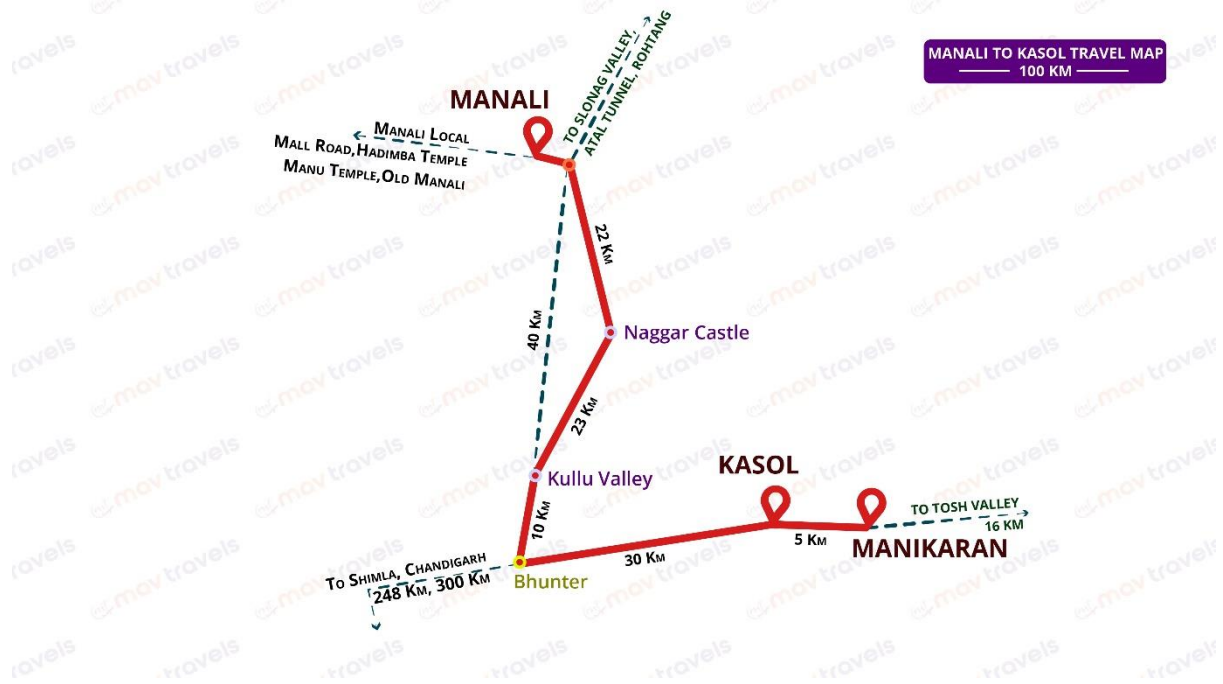 MANALI TO KASOL TRAVEL MAP
100 KM
TO SLONAG VALLEY,
ATAL TUNNEL, ROHTANG
MANALI
MANALI LOCAL
MALL ROAD,HADIMBA TEMPLE
MANU TEMPLE,OLD MANALI
22 KM
40 KM
Naggar Castle
23 KM
Kullu Valley
10 KM
KASOL
TO TOSH VALLEY
16 KM
5 KM
MANIKARAN
30 KM
TO SHIMLA, CHANDIGARH
248 KM, 300 KM
Bhunter
mav travels